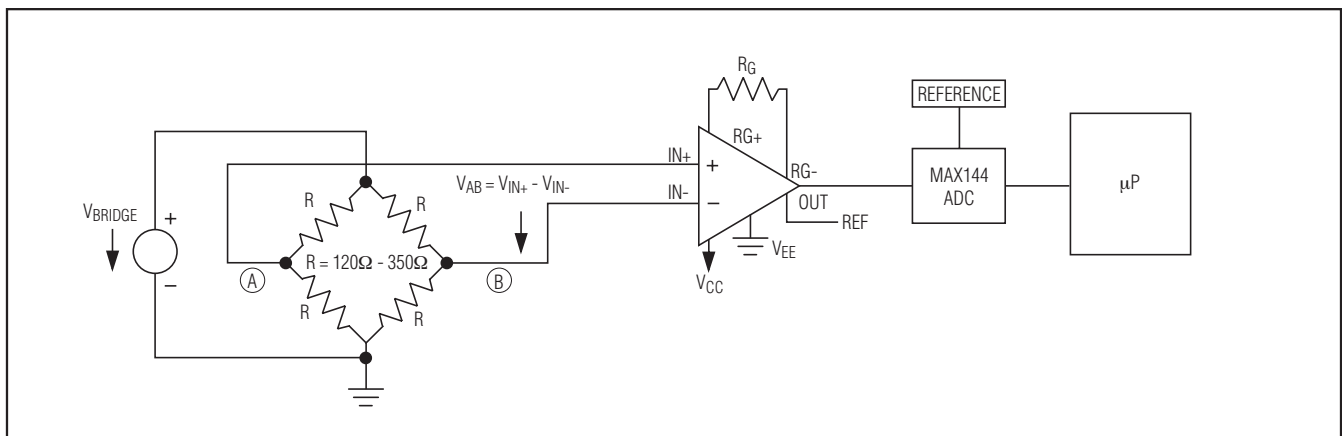 RG
REFERENCE
RG+
IN+
+
RG-
MAX144
ADC
μP
R
R
VAB = VIN+ - VIN-
IN-
−
OUT
REF
VBRIDGE
+
−
R = 120Ω - 350Ω
A
B
VEE
VCC
R
R